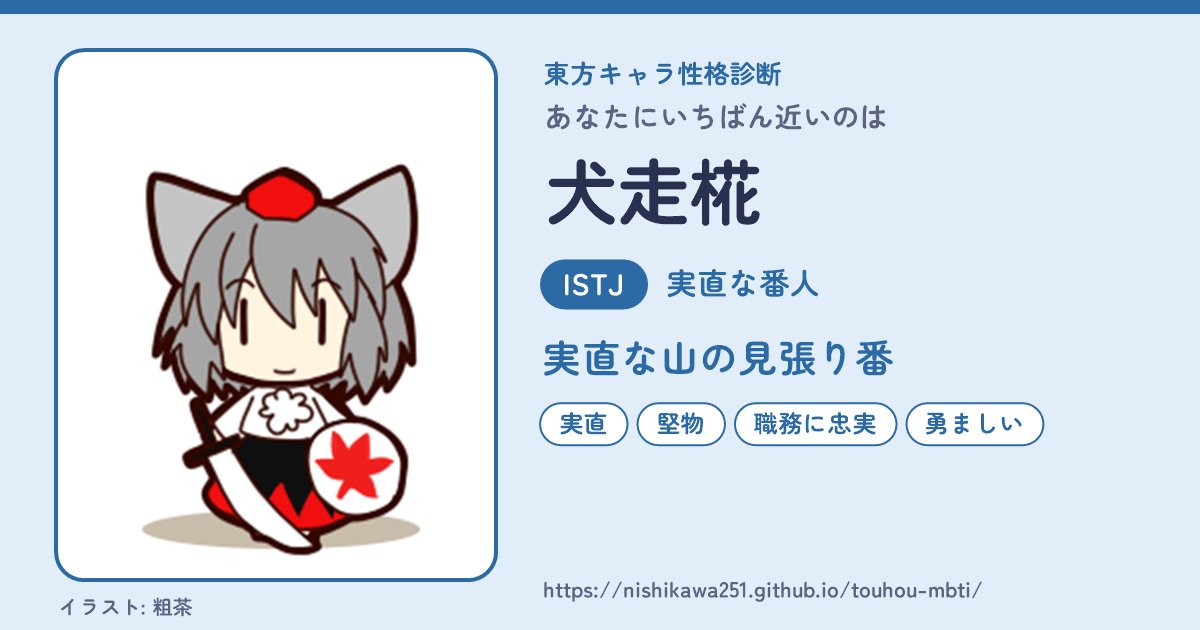 東方キャラ性格診断
あなたにいちばん近いのは
犬走椛
ISTJ 実直な番人
実直な山の見張り番
実直 堅物 職務に忠実 勇ましい
https://nishikawa251.github.io/touhou-mbti/
イラスト: 粗茶